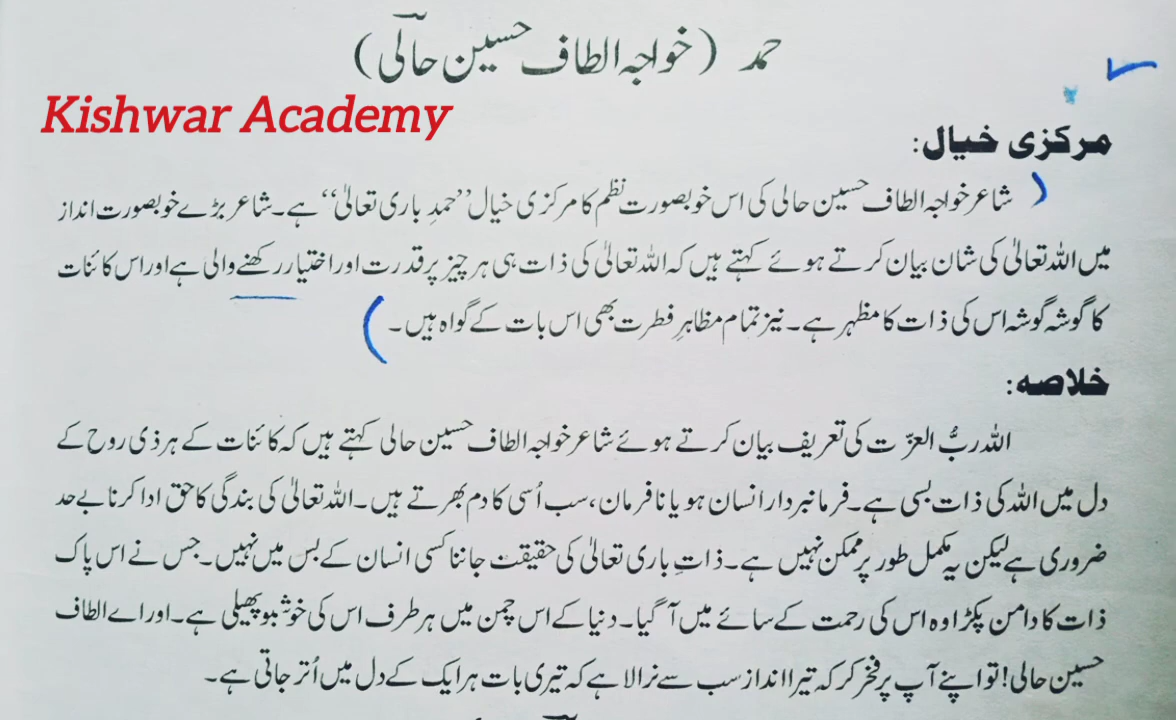 حمد (خواجہ الطاف حسین حالؔی)
Kishwar Academy
مرکزی خیال:
شاعر خواجہ الطاف حسین حالی کی اس خوبصورت نظم کا مرکزی خیال ”حمدِ باری تعالیٰ“ ہے۔ شاعر بڑے خوبصورت انداز
میں اللہ تعالیٰ کی شان بیان کرتے ہوئے کہتے ہیں کہ اللہ تعالیٰ کی ذات ہی ہر چیز پر قدرت اور اختیار رکھنے والی ہے اور اس کائنات
کا گوشہ گوشہ اس کی ذات کا مظہر ہے۔ نیز تمام مظاہرِ فطرت بھی اس بات کے گواہ ہیں۔
خلاصہ:
اللہ ربُّ العزّت کی تعریف بیان کرتے ہوئے شاعر خواجہ الطاف حسین حالی کہتے ہیں کہ کائنات کے ہر ذی روح کے
دل میں اللہ کی ذات بسی ہے۔ فرمانبردار انسان ہو یا نافرمان، سب اُسی کا دم بھرتے ہیں۔ اللہ تعالیٰ کی بندگی کا حق ادا کرنا بے حد
ضروری ہے لیکن یہ مکمل طور پر ممکن نہیں ہے۔ ذاتِ باری تعالیٰ کی حقیقت جاننا کسی انسان کے بس میں نہیں۔ جس نے اس پاک
ذات کا دامن پکڑا وہ اس کی رحمت کے سائے میں آ گیا۔ دنیا کے اس چمن میں ہر طرف اس کی خوشبو پھیلی ہے۔ اور اے الطاف
حسین حالی! تو اپنے آپ پر فخر کر کہ تیرا انداز سب سے نرالا ہے کہ تیری بات ہر ایک کے دل میں اُتر جاتی ہے۔